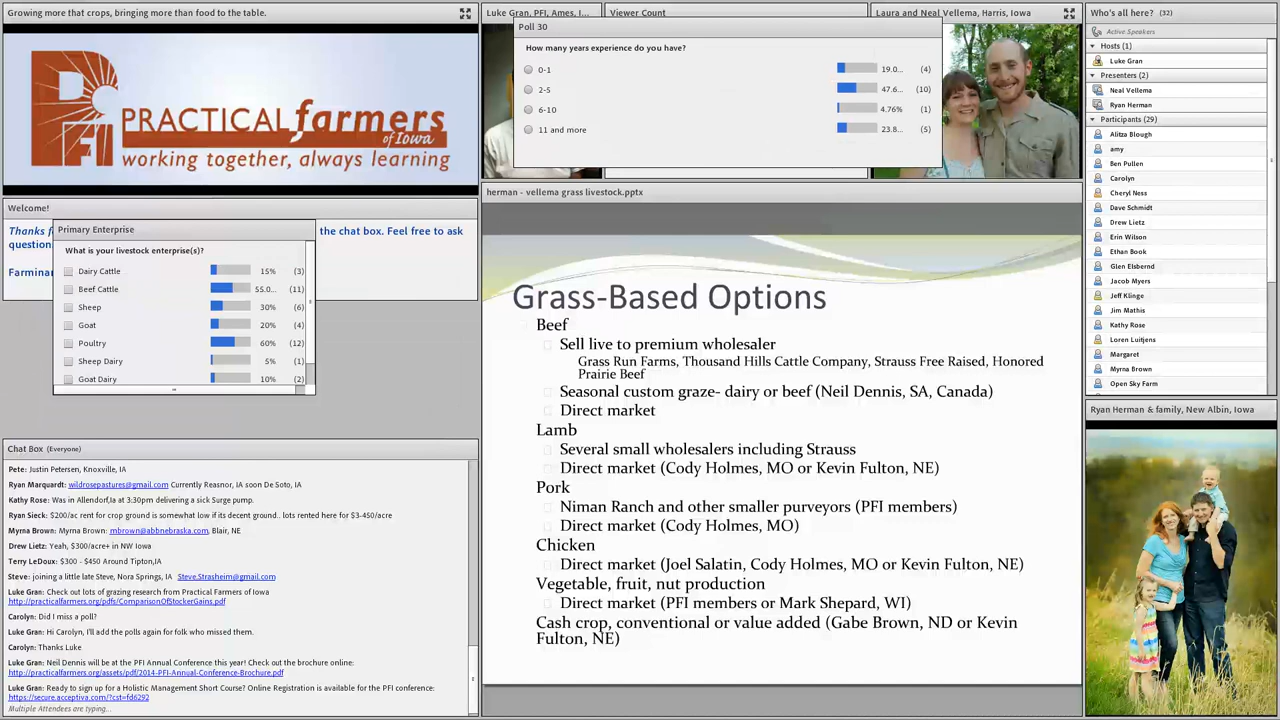 Growing more that crops, bringing more than food to the table.
PFI
PRACTICAL farmers
of Iowa
working together, always learning
Welcome!
Thanks f
the chat box. Feel free to ask
question
Farminar
Primary Enterprise
What is your livestock enterprise(s)?
Dairy Cattle 15% (3)
Beef Cattle 55.0... (11)
Sheep 30% (6)
Goat 20% (4)
Poultry 60% (12)
Sheep Dairy 5% (1)
Goat Dairy 10% (2)
Chat Box (Everyone)
Pete: Justin Petersen, Knoxville, IA
Ryan Marquardt: wildrosepastures@gmail.com Currently Reasnor, IA soon De Soto, IA
Kathy Rose: Was in Allendorf,Ia at 3:30pm delivering a sick Surge pump.
Ryan Sieck: $200/ac rent for crop ground is somewhat low if its decent ground.. lots rented here for $3-450/acre
Myrna Brown: Myrna Brown: mbrown@abbnebraska.com, Blair, NE
Drew Lietz: Yeah, $300/acre+ in NW Iowa
Terry LeDoux: $300 - $450 Around Tipton,IA
Steve: joining a little late Steve, Nora Springs, IA Steve.Strasheim@gmail.com
Luke Gran: Check out lots of grazing research from Practical Farmers of Iowa
http://practicalfarmers.org/pdfs/ComparisonOfStockerGains.pdf
Carolyn: Did I miss a poll?
Luke Gran: Hi Carolyn, I'll add the polls again for folk who missed them.
Carolyn: Thanks Luke
Luke Gran: Neil Dennis will be at the PFI Annual Conference this year! Check out the brochure online:
http://practicalfarmers.org/assets/pdf/2014-PFI-Annual-Conference-Brochure.pdf
Luke Gran: Ready to sign up for a Holistic Management Short Course? Online Registration is available for the PFI conference:
https://secure.acceptiva.com/?cst=fd6292
Multiple Attendees are typing...
Luke Gran, PFI, Ames, I...
Viewer Count
Laura and Neal Vellema, Harris, Iowa
Poll 30
How many years experience do you have?
0-1 19.0... (4)
2-5 47.6... (10)
6-10 4.76% (1)
11 and more 23.8... (5)
herman - vellema grass livestock.pptx
Grass-Based Options
Beef
Sell live to premium wholesaler
Grass Run Farms, Thousand Hills Cattle Company, Strauss Free Raised, Honored
Prairie Beef
Seasonal custom graze- dairy or beef (Neil Dennis, SA, Canada)
Direct market
Lamb
Several small wholesalers including Strauss
Direct market (Cody Holmes, MO or Kevin Fulton, NE)
Pork
Niman Ranch and other smaller purveyors (PFI members)
Direct market (Cody Holmes, MO)
Chicken
Direct market (Joel Salatin, Cody Holmes, MO or Kevin Fulton, NE)
Vegetable, fruit, nut production
Direct market (PFI members or Mark Shepard, WI)
Cash crop, conventional or value added (Gabe Brown, ND or Kevin
Fulton, NE)
Who's all here? (32)
Active Speakers
Hosts (1)
Luke Gran
Presenters (2)
Neal Vellema
Ryan Herman
Participants (29)
Alitza Blough
amy
Ben Pullen
Carolyn
Cheryl Ness
Dave Schmidt
Drew Lietz
Erin Wilson
Ethan Book
Glen Elsbernd
Jacob Myers
Jeff Klinge
Jim Mathis
Kathy Rose
Loren Luitjens
Margaret
Myrna Brown
Open Sky Farm
Ryan Herman & family, New Albin, Iowa